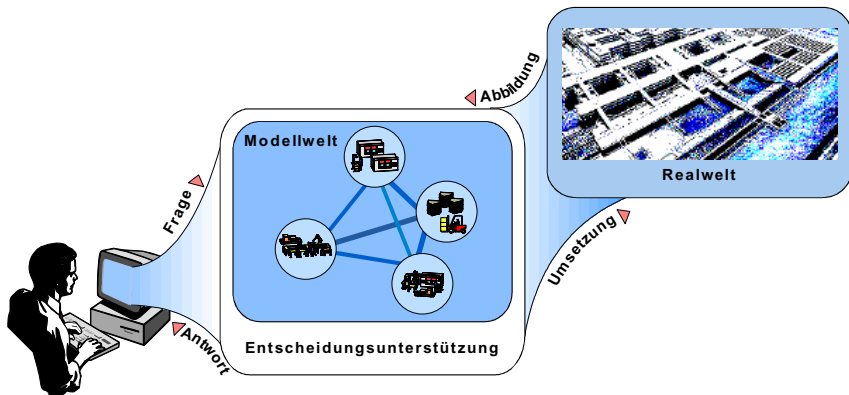 Abbildung
Modellwelt
Realwelt
Frage
Umsetzung
Antwort
Entscheidungsunterstützung